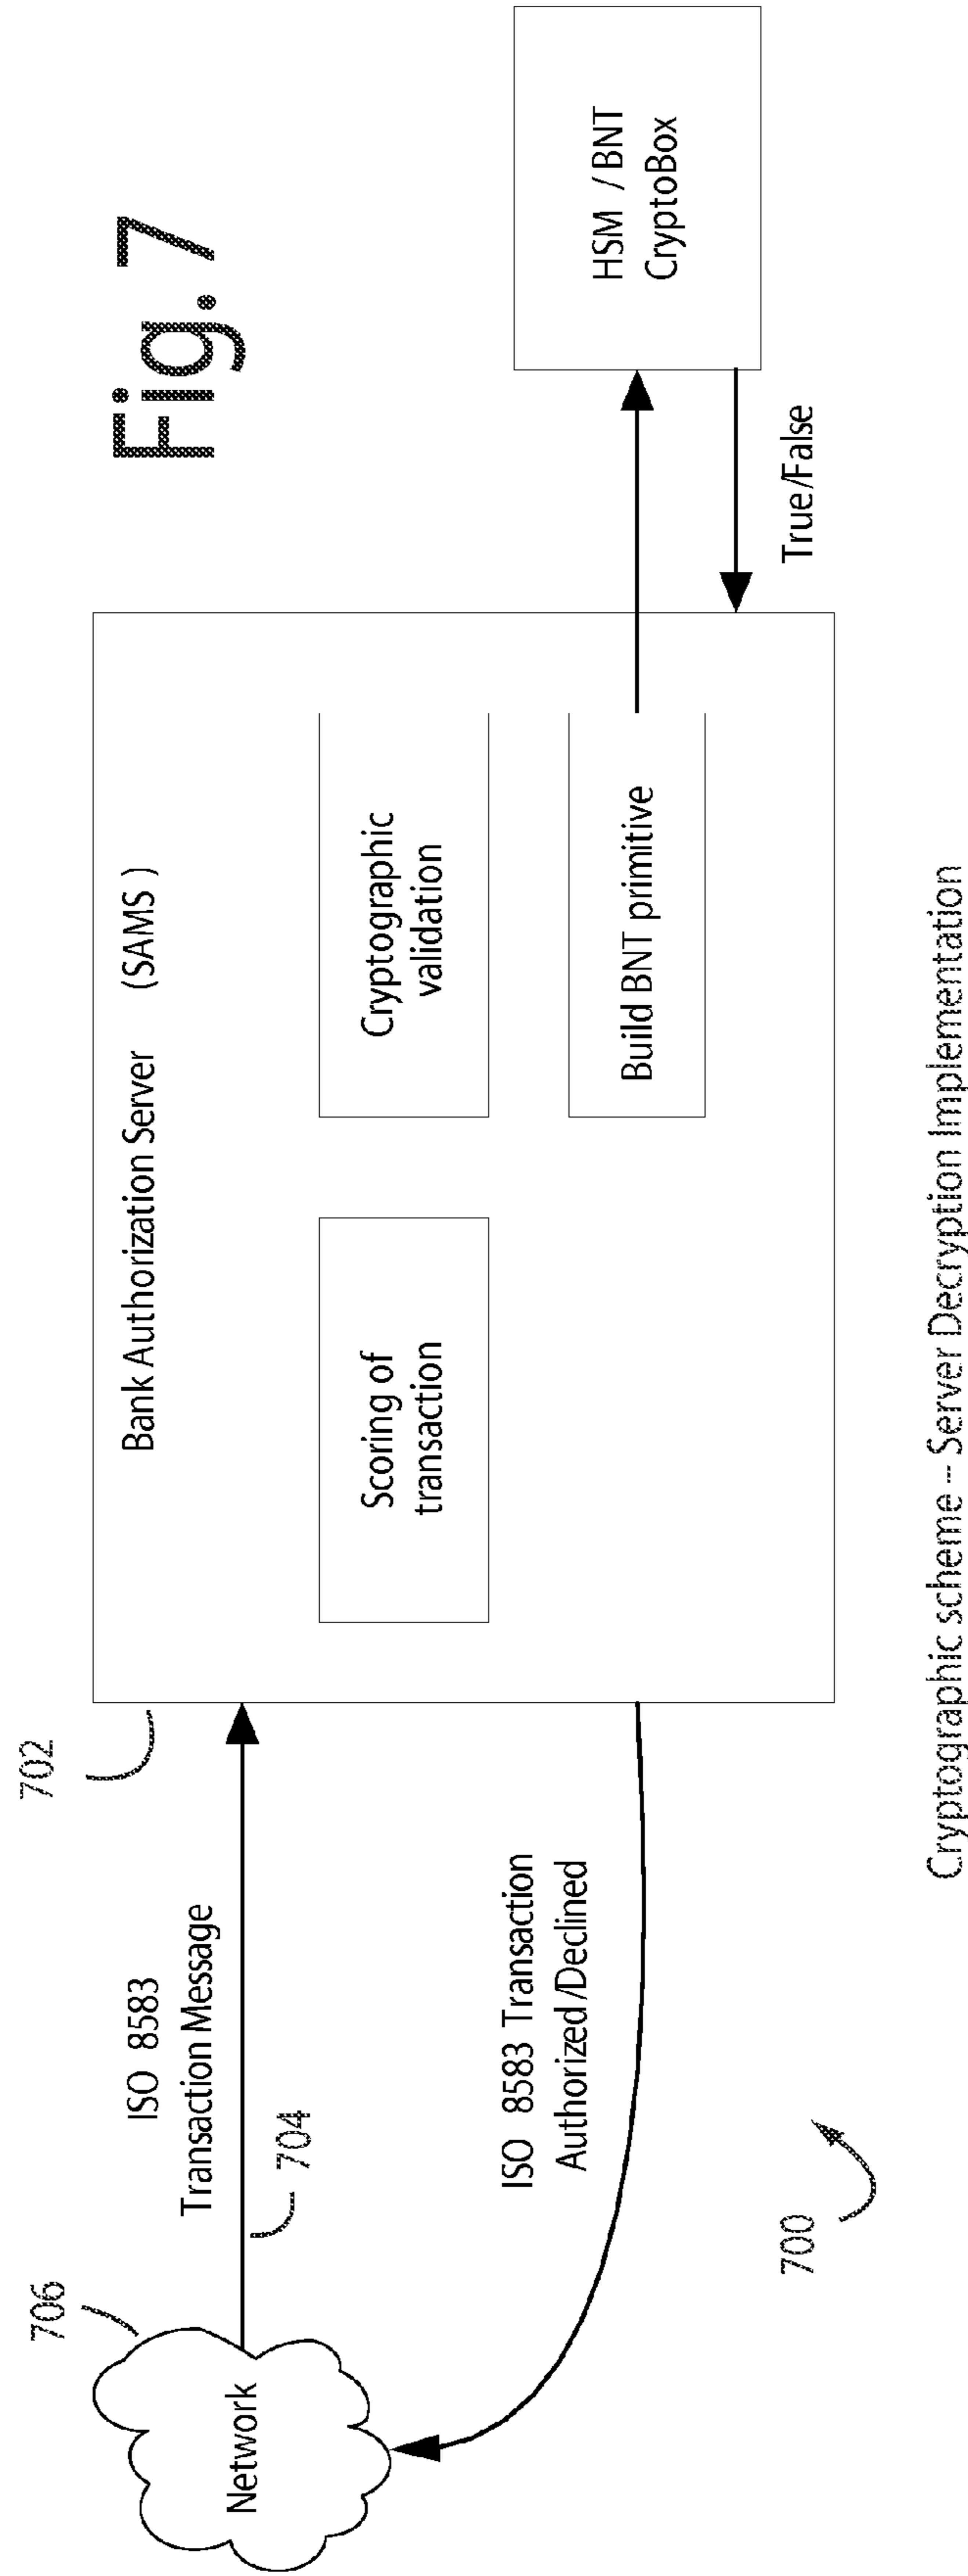 Fig. 7
702
Bank Authorization Server (SAMS )
706
ISO 8583
Transaction Message
704
Network
Scoring of
transaction
Cryptographic
validation
HSM / BNT
CryptoBox
ISO 8583 Transaction
Authorized /Declined
Build BNT primitive
True/False
700
Cryptographic scheme -- Server Decryption Implementation